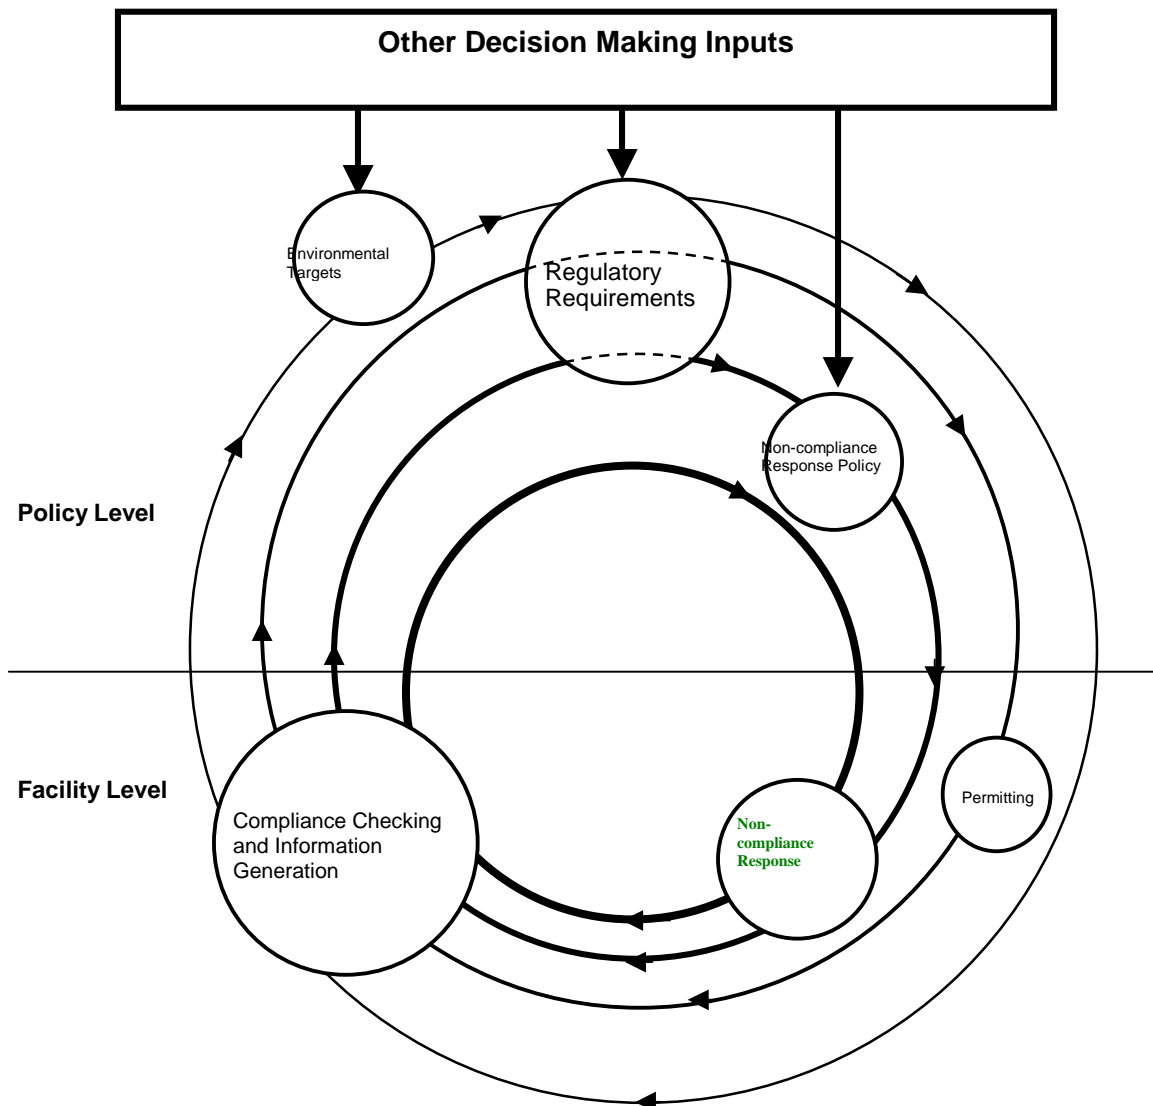 Other Decision Making Inputs
Environmental
Targets
Regulatory
Requirements
Non-compliance
Response Policy
Policy Level
Facility Level
Compliance Checking
and Information
Generation
Non-
compliance
Response
Permitting